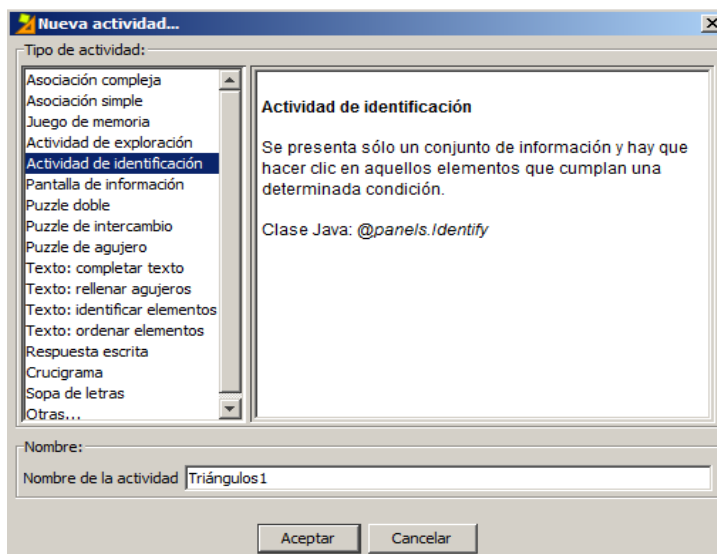 Nueva actividad...
Tipo de actividad:
Asociación compleja
Asociación simple
Juego de memoria
Actividad de exploración
Actividad de identificación
Pantalla de información
Puzzle doble
Puzzle de intercambio
Puzzle de agujero
Texto: completar texto
Texto: rellenar agujeros
Texto: identificar elementos
Texto: ordenar elementos
Respuesta escrita
Crucigrama
Sopa de letras
Otras...
Actividad de identificación
Se presenta sólo un conjunto de información y hay que
hacer clic en aquellos elementos que cumplan una
determinada condición.
Clase Java: @panels.Identify
Nombre:
Nombre de la actividad Triángulos1
Aceptar Cancelar